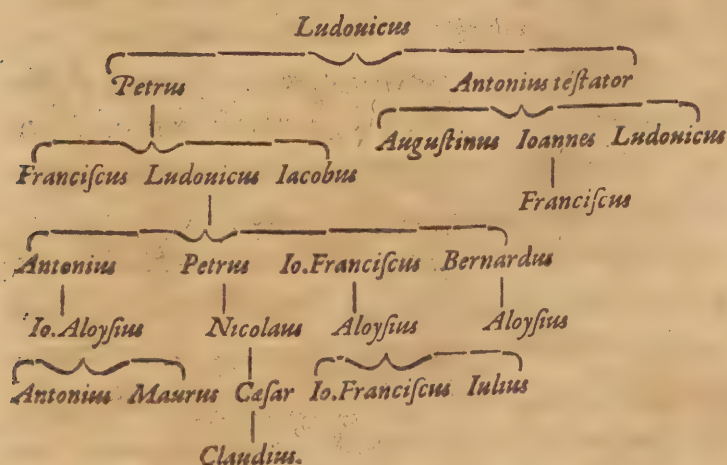 Ludouicus
Petrus Antonius teſtator
Auguſtinus Ioannes Ludouicus
Franciſcus Ludouicus Iacobus
Franciſcus
Antonius Petrus Io.Franciſcus Bernardus
Io.Aloyſius Nicolaus Aloyſius Aloyſius
Antonius Maurus Cæſar Io.Franciſcus Iulius
Claudius.